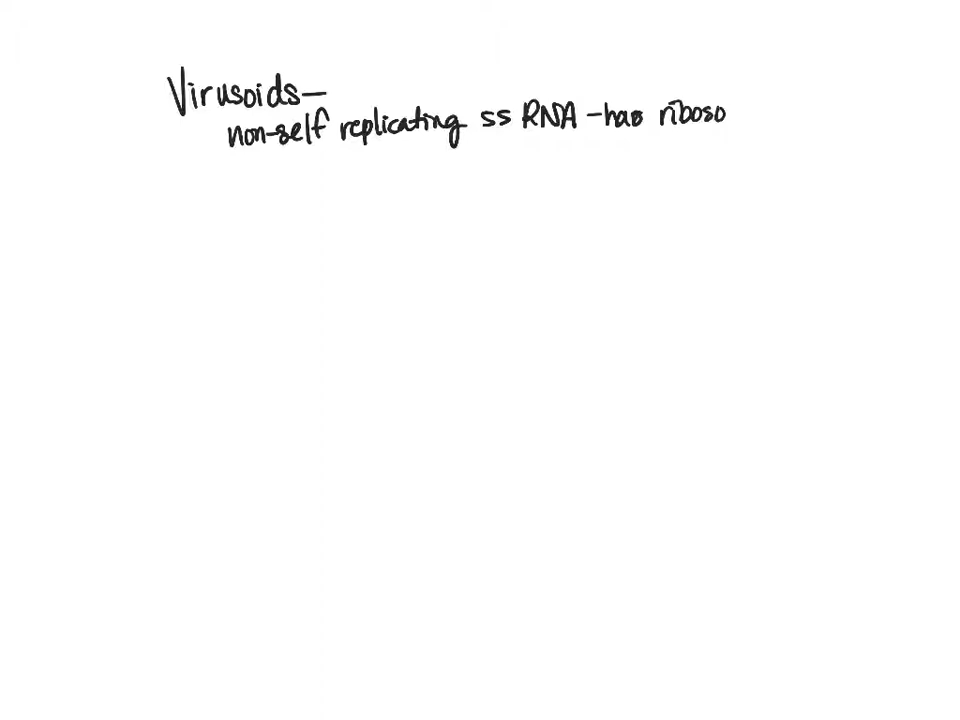 Virusoids—
non-self replicating ss RNA - has riboso